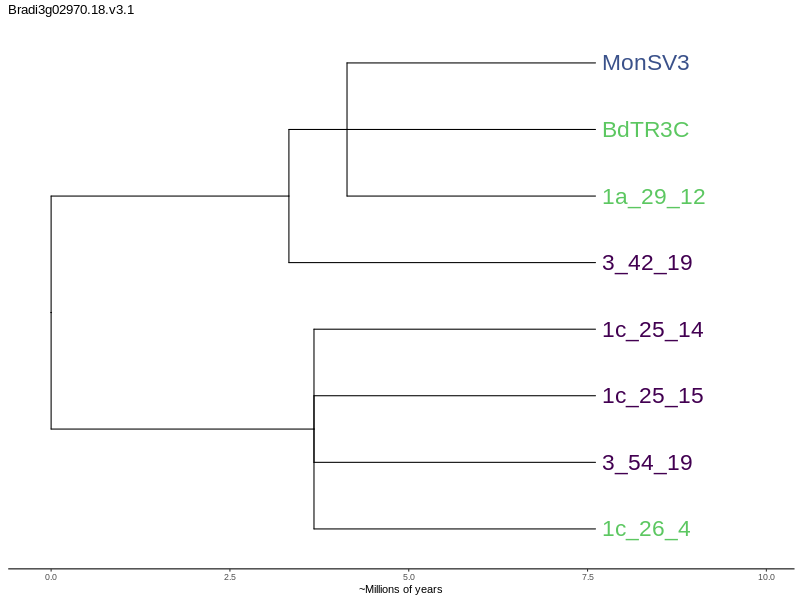 Bradi3g02970.18.v3.1
MonSV3
BdTR3C
1a_29_12
3_42_19
1c_25_14
1c_25_15
3_54_19
1c_26_4
0.0 2.5 5.0 7.5 10.0
~Millions of years